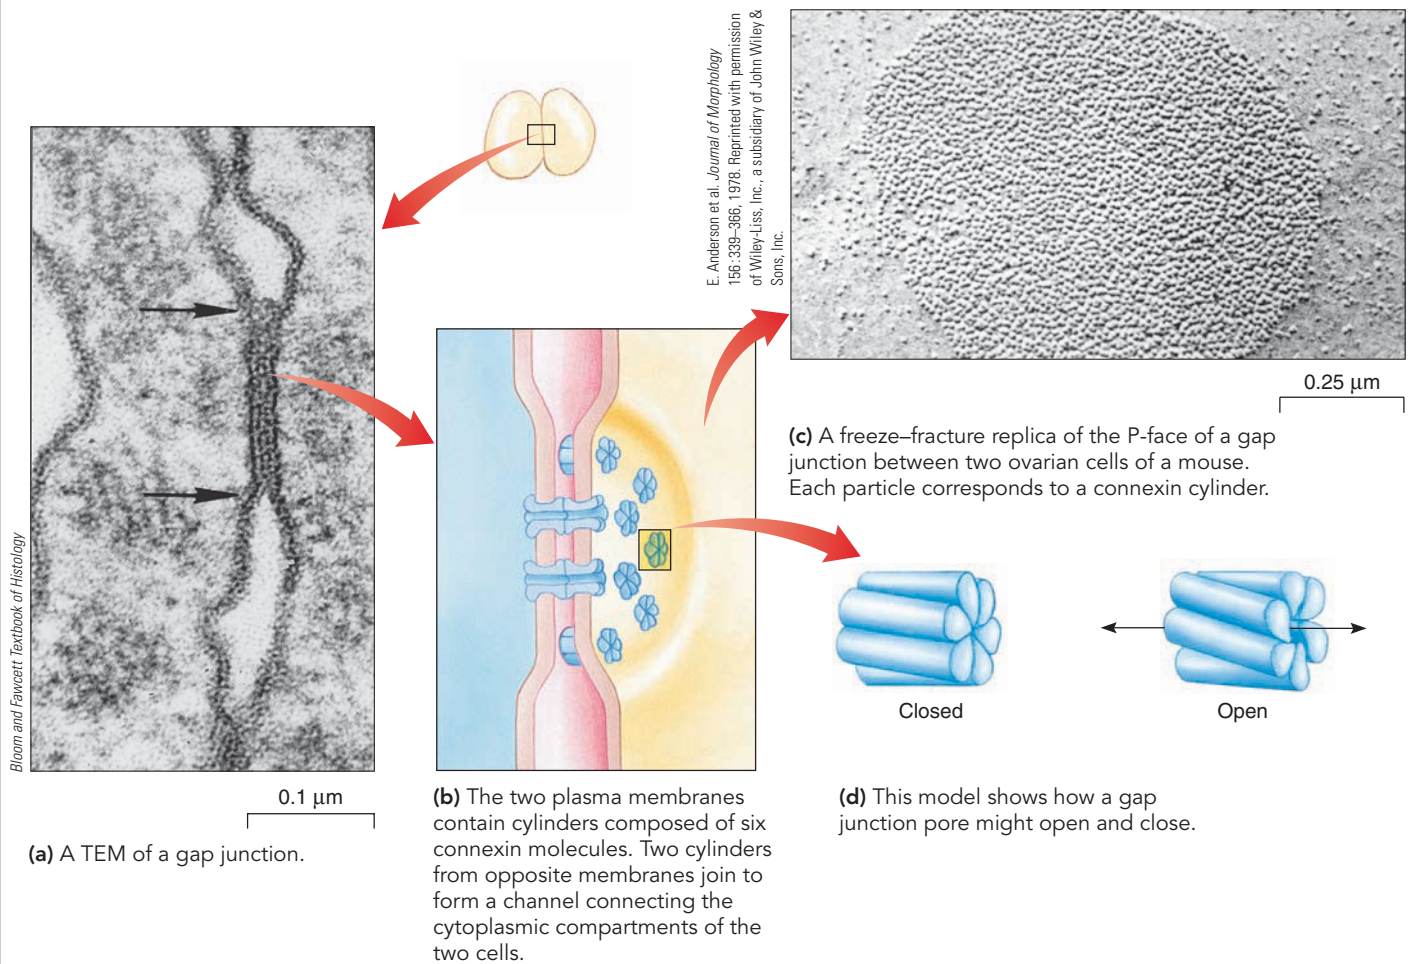 E. Anderson et al. Journal of Morphology
156:339–366, 1978. Reprinted with permission
of Wiley-Liss, Inc., a subsidiary of John Wiley &
Sons, Inc.
Bloom and Fawcett Textbook of Histology
0.1 μm
(a) A TEM of a gap junction.
(b) The two plasma membranes
contain cylinders composed of six
connexin molecules. Two cylinders
from opposite membranes join to
form a channel connecting the
cytoplasmic compartments of the
two cells.
0.25 μm
(c) A freeze–fracture replica of the P-face of a gap
junction between two ovarian cells of a mouse.
Each particle corresponds to a connexin cylinder.
Closed
Open
(d) This model shows how a gap
junction pore might open and close.